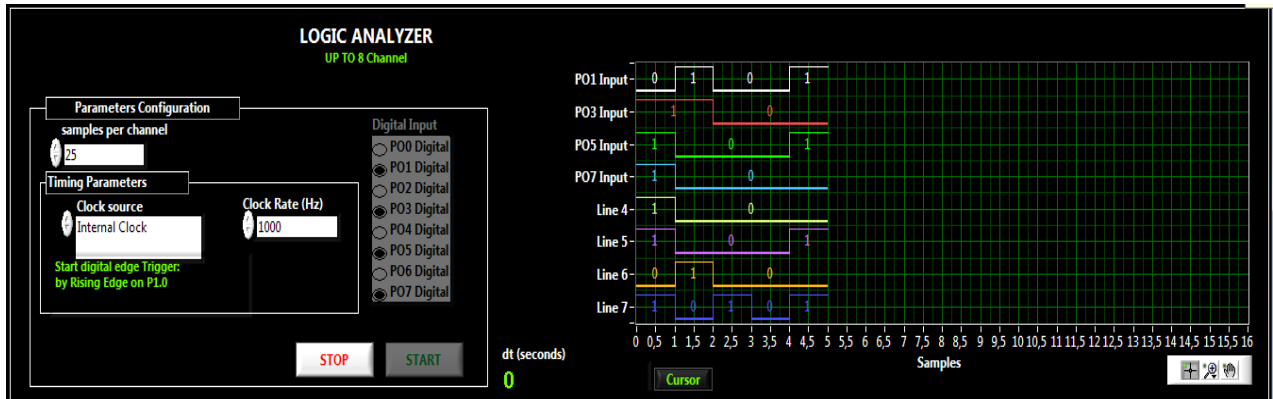 LOGIC ANALYZER
UP TO 8 Channel
Parameters Configuration
samples per channel
25
Timing Parameters
Clock source
Internal Clock
Clock Rate (Hz)
1000
Start digital edge Trigger:
by Rising Edge on P1.0
Digital Input
PO0 Digital
PO1 Digital
PO2 Digital
PO3 Digital
PO4 Digital
PO5 Digital
PO6 Digital
PO7 Digital
STOP
START
dt (seconds)
0
PO1 Input 0 1 0 1
PO3 Input 1 0
PO5 Input 1 0 1
PO7 Input 1 0
Line 4 1 0
Line 5 1 0 1
Line 6 0 1 0
Line 7 1 0 1 0 1
0 0,5 1 1,5 2 2,5 3 3,5 4 4,5 5 5,5 6 6,5 7 7,5 8 8,5 9 9,5 10 10,5 11 11,5 12 12,5 13 13,5 14 14,5 15 15,5 16
Samples
Cursor